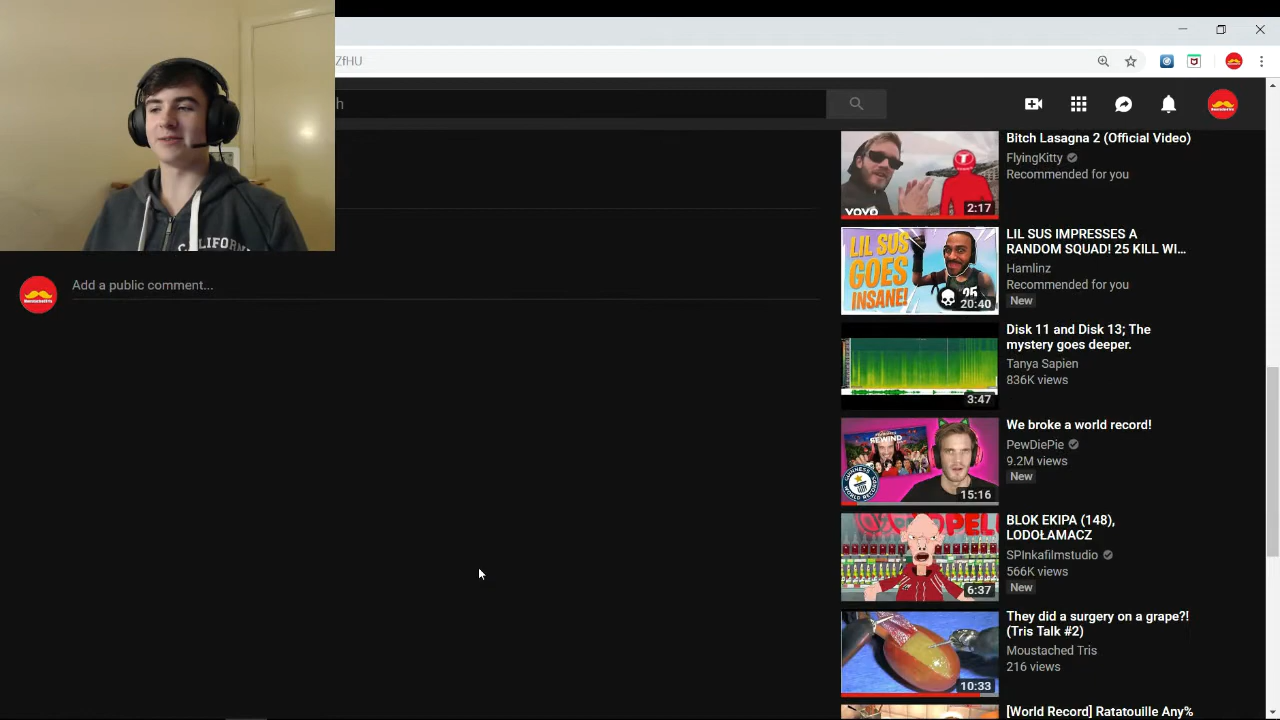 ZfHU
h
CALIFORN
Add a public comment...
Bitch Lasagna 2 (Official Video)
FlyingKitty
Recommended for you
VOVO
2:17
LIL SUS IMPRESSES A
RANDOM SQUAD! 25 KILL WI...
Hamlinz
Recommended for you
New
LIL SUS
GOES
INSANE!
25
20:40
Disk 11 and Disk 13; The
mystery goes deeper.
Tanya Sapien
836K views
3:47
We broke a world record!
PewDiePie
9.2M views
New
REWIND
15:16
BLOK EKIPA (148),
LODOŁAMACZ
SPInkafilmstudio
566K views
New
6:37
They did a surgery on a grape?!
(Tris Talk #2)
Moustached Tris
216 views
10:33
[World Record] Ratatouille Any%